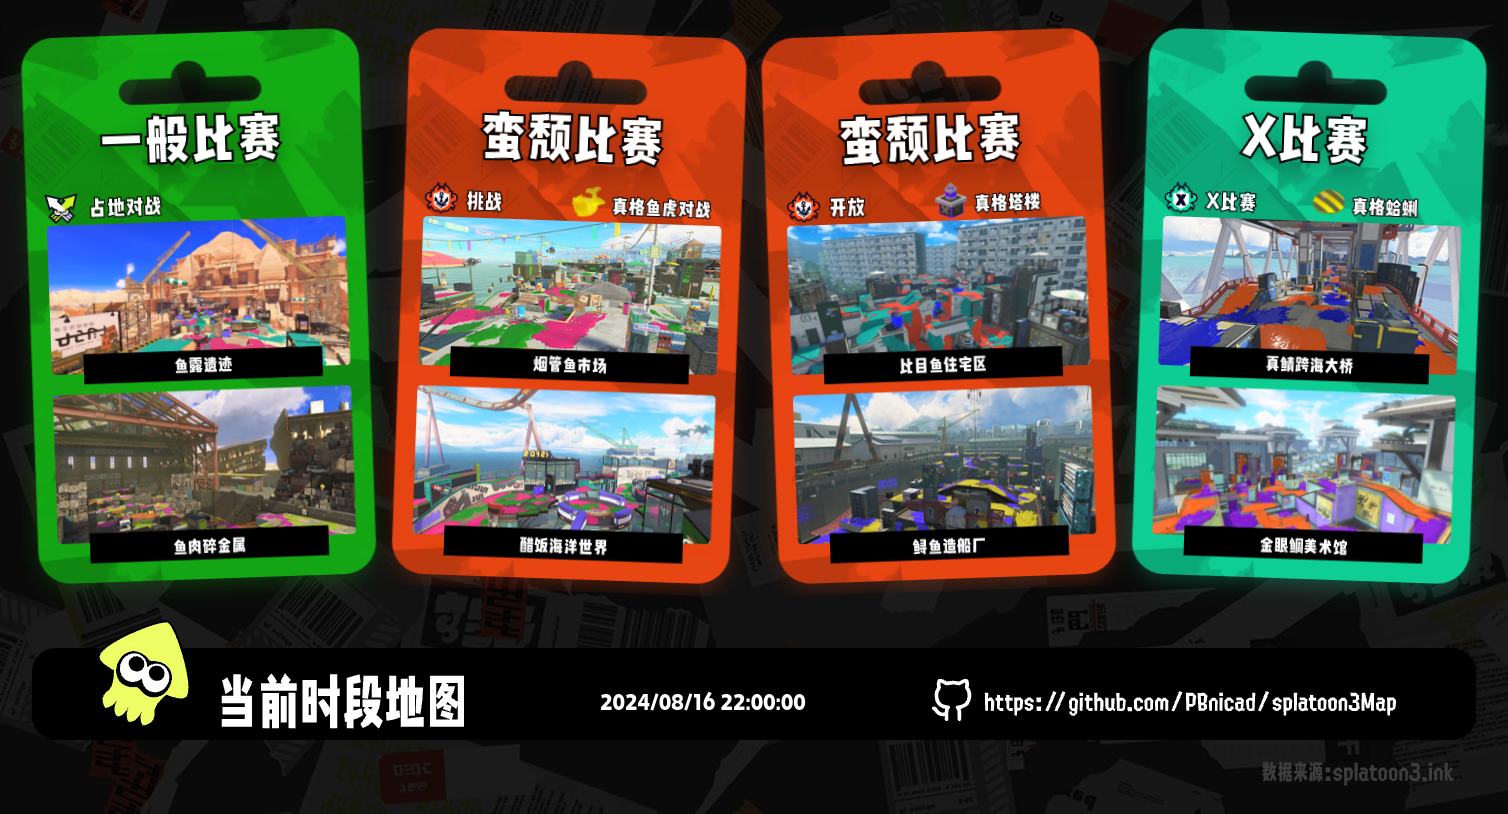 一般比赛
占地对战
鱼露遗迹
鱼肉碎金属
蛮颓比赛
挑战
真格鱼虎对战
烟管鱼市场
醋饭海洋世界
蛮颓比赛
开放
真格塔楼
比目鱼住宅区
鲟鱼造船厂
X比赛
X比赛
真格蛤蜊
真鲭跨海大桥
金眼鲷美术馆
当前时段地图
2024/08/16 22:00:00
https://github.com/PBnicad/splatoon3Map
数据来源:splatoon3.ink